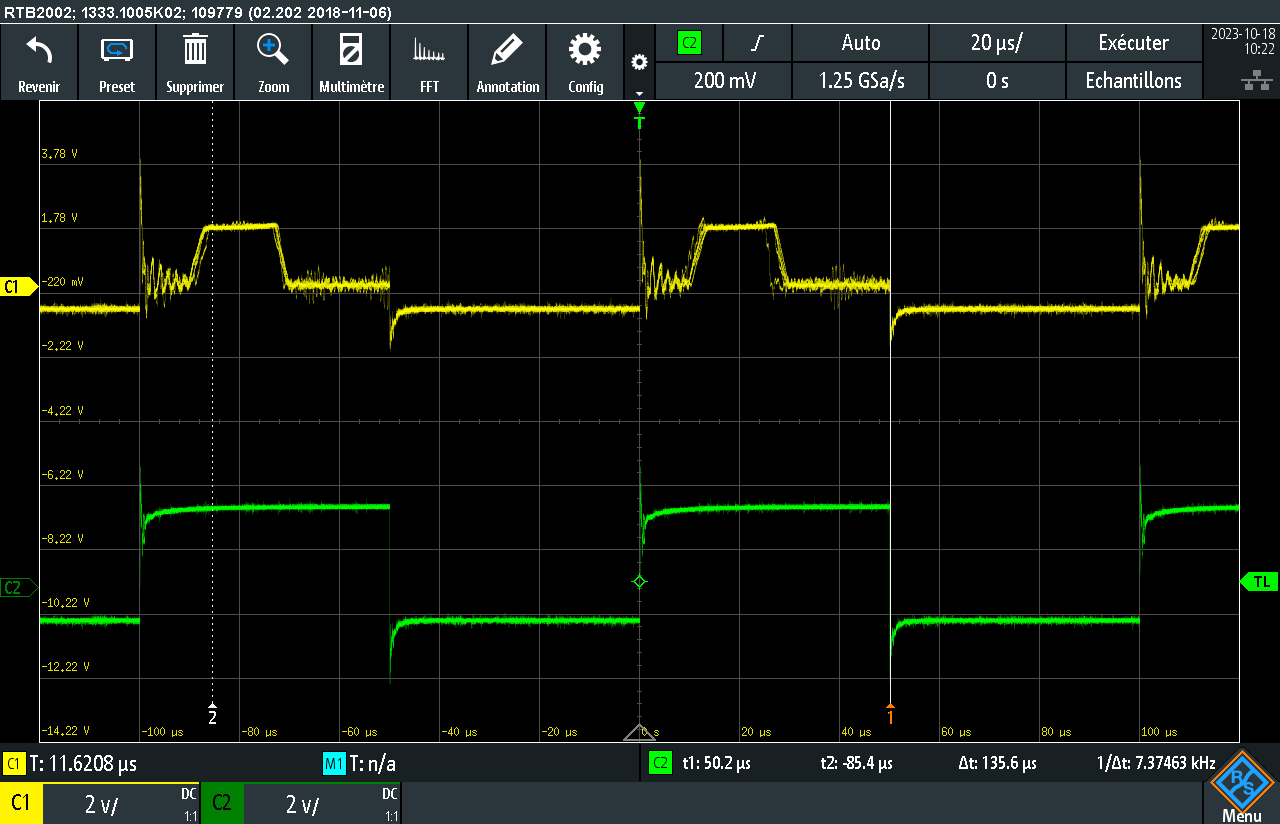 RTB2002; 1333.1005K02; 109779 (02.202 2018-11-06)
Revenir
Preset
Supprimer
Zoom
Multimètre
FFT
Annotation
Config
C2
Auto
20 µs/
Exécuter
200 mV
1.25 GSa/s
0 s
Echantillons
2023-10-18
10:22
T
3.78 V
1.78 V
C1
-220 mV
-2.22 V
-4.22 V
-6.22 V
-8.22 V
C2
TL
-10.22 V
-12.22 V
2
1
-14.22 V
-100 µs
-80 µs
-60 µs
-40 µs
-20 µs
0 s
20 µs
40 µs
60 µs
80 µs
100 µs
C1 T: 11.6208 µs
M1 T: n/a
C2 t1: 50.2 µs t2: -85.4 µs Δt: 135.6 µs 1/Δt: 7.37463 kHz
C1 2 V/ DC 1:1
C2 2 V/ DC 1:1
R S
Menu